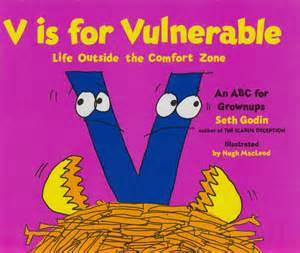 V is for Vulnerable
Life Outside the Comfort Zone
An ABC for
Grownups
Seth Godin
author of THE ICARUS DECEPTION
Illustrated
by Hugh MacLeod
V